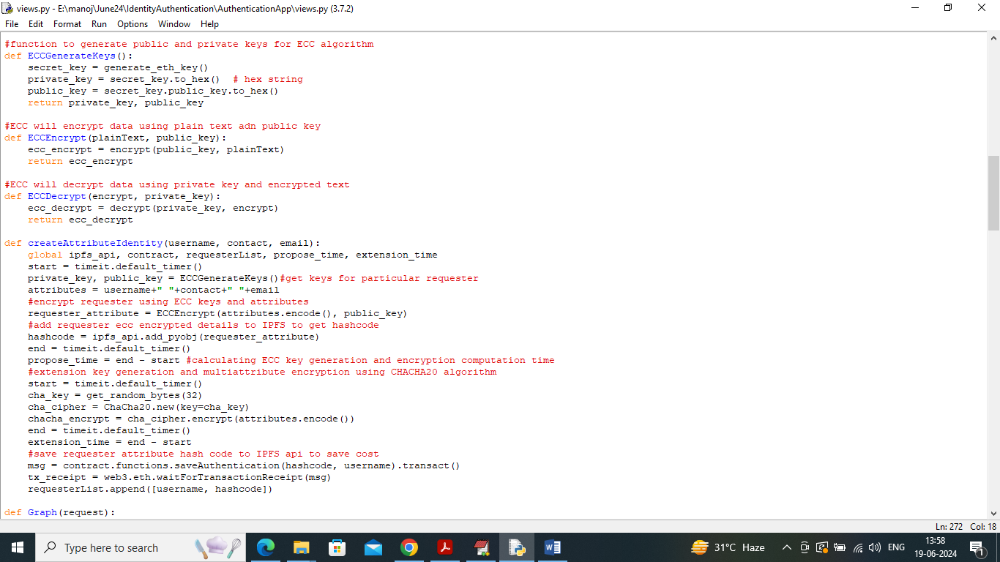 views.py - E:\manoj\June24\IdentityAuthentication\AuthenticationApp\views.py (3.7.2)
File Edit Format Run Options Window Help
#function to generate public and private keys for ECC algorithm
def ECCGenerateKeys():
    secret_key = generate_eth_key()
    private_key = secret_key.to_hex()  # hex string
    public_key = secret_key.public_key.to_hex()
    return private_key, public_key
#ECC will encrypt data using plain text adn public key
def ECCEncrypt(plainText, public_key):
    ecc_encrypt = encrypt(public_key, plainText)
    return ecc_encrypt
#ECC will decrypt data using private key and encrypted text
def ECCDecrypt(encrypt, private_key):
    ecc_decrypt = decrypt(private_key, encrypt)
    return ecc_decrypt
def createAttributeIdentity(username, contact, email):
    global ipfs_api, contract, requesterList, propose_time, extension_time
    start = timeit.default_timer()
    private_key, public_key = ECCGenerateKeys()#get keys for particular requester
    attributes = username+" "+contact+" "+email
    #encrypt requester using ECC keys and attributes
    requester_attribute = ECCEncrypt(attributes.encode(), public_key)
    #add requester ecc encrypted details to IPFS to get hashcode
    hashcode = ipfs_api.add_pyobj(requester_attribute)
    end = timeit.default_timer()
    propose_time = end - start #calculating ECC key generation and encryption computation time
    #extension key generation and multiattribute encryption using CHACHA20 algorithm
    start = timeit.default_timer()
    cha_key = get_random_bytes(32)
    cha_cipher = ChaCha20.new(key=cha_key)
    chacha_encrypt = cha_cipher.encrypt(attributes.encode())
    end = timeit.default_timer()
    extension_time = end - start
    #save requester attribute hash code to IPFS api to save cost
    msg = contract.functions.saveAuthentication(hashcode, username).transact()
    tx_receipt = web3.eth.waitForTransactionReceipt(msg)
    requesterList.append([username, hashcode])
def Graph(request):
Ln: 272 Col: 18
Type here to search
31°C Haze
ENG
13:58
19-06-2024
1